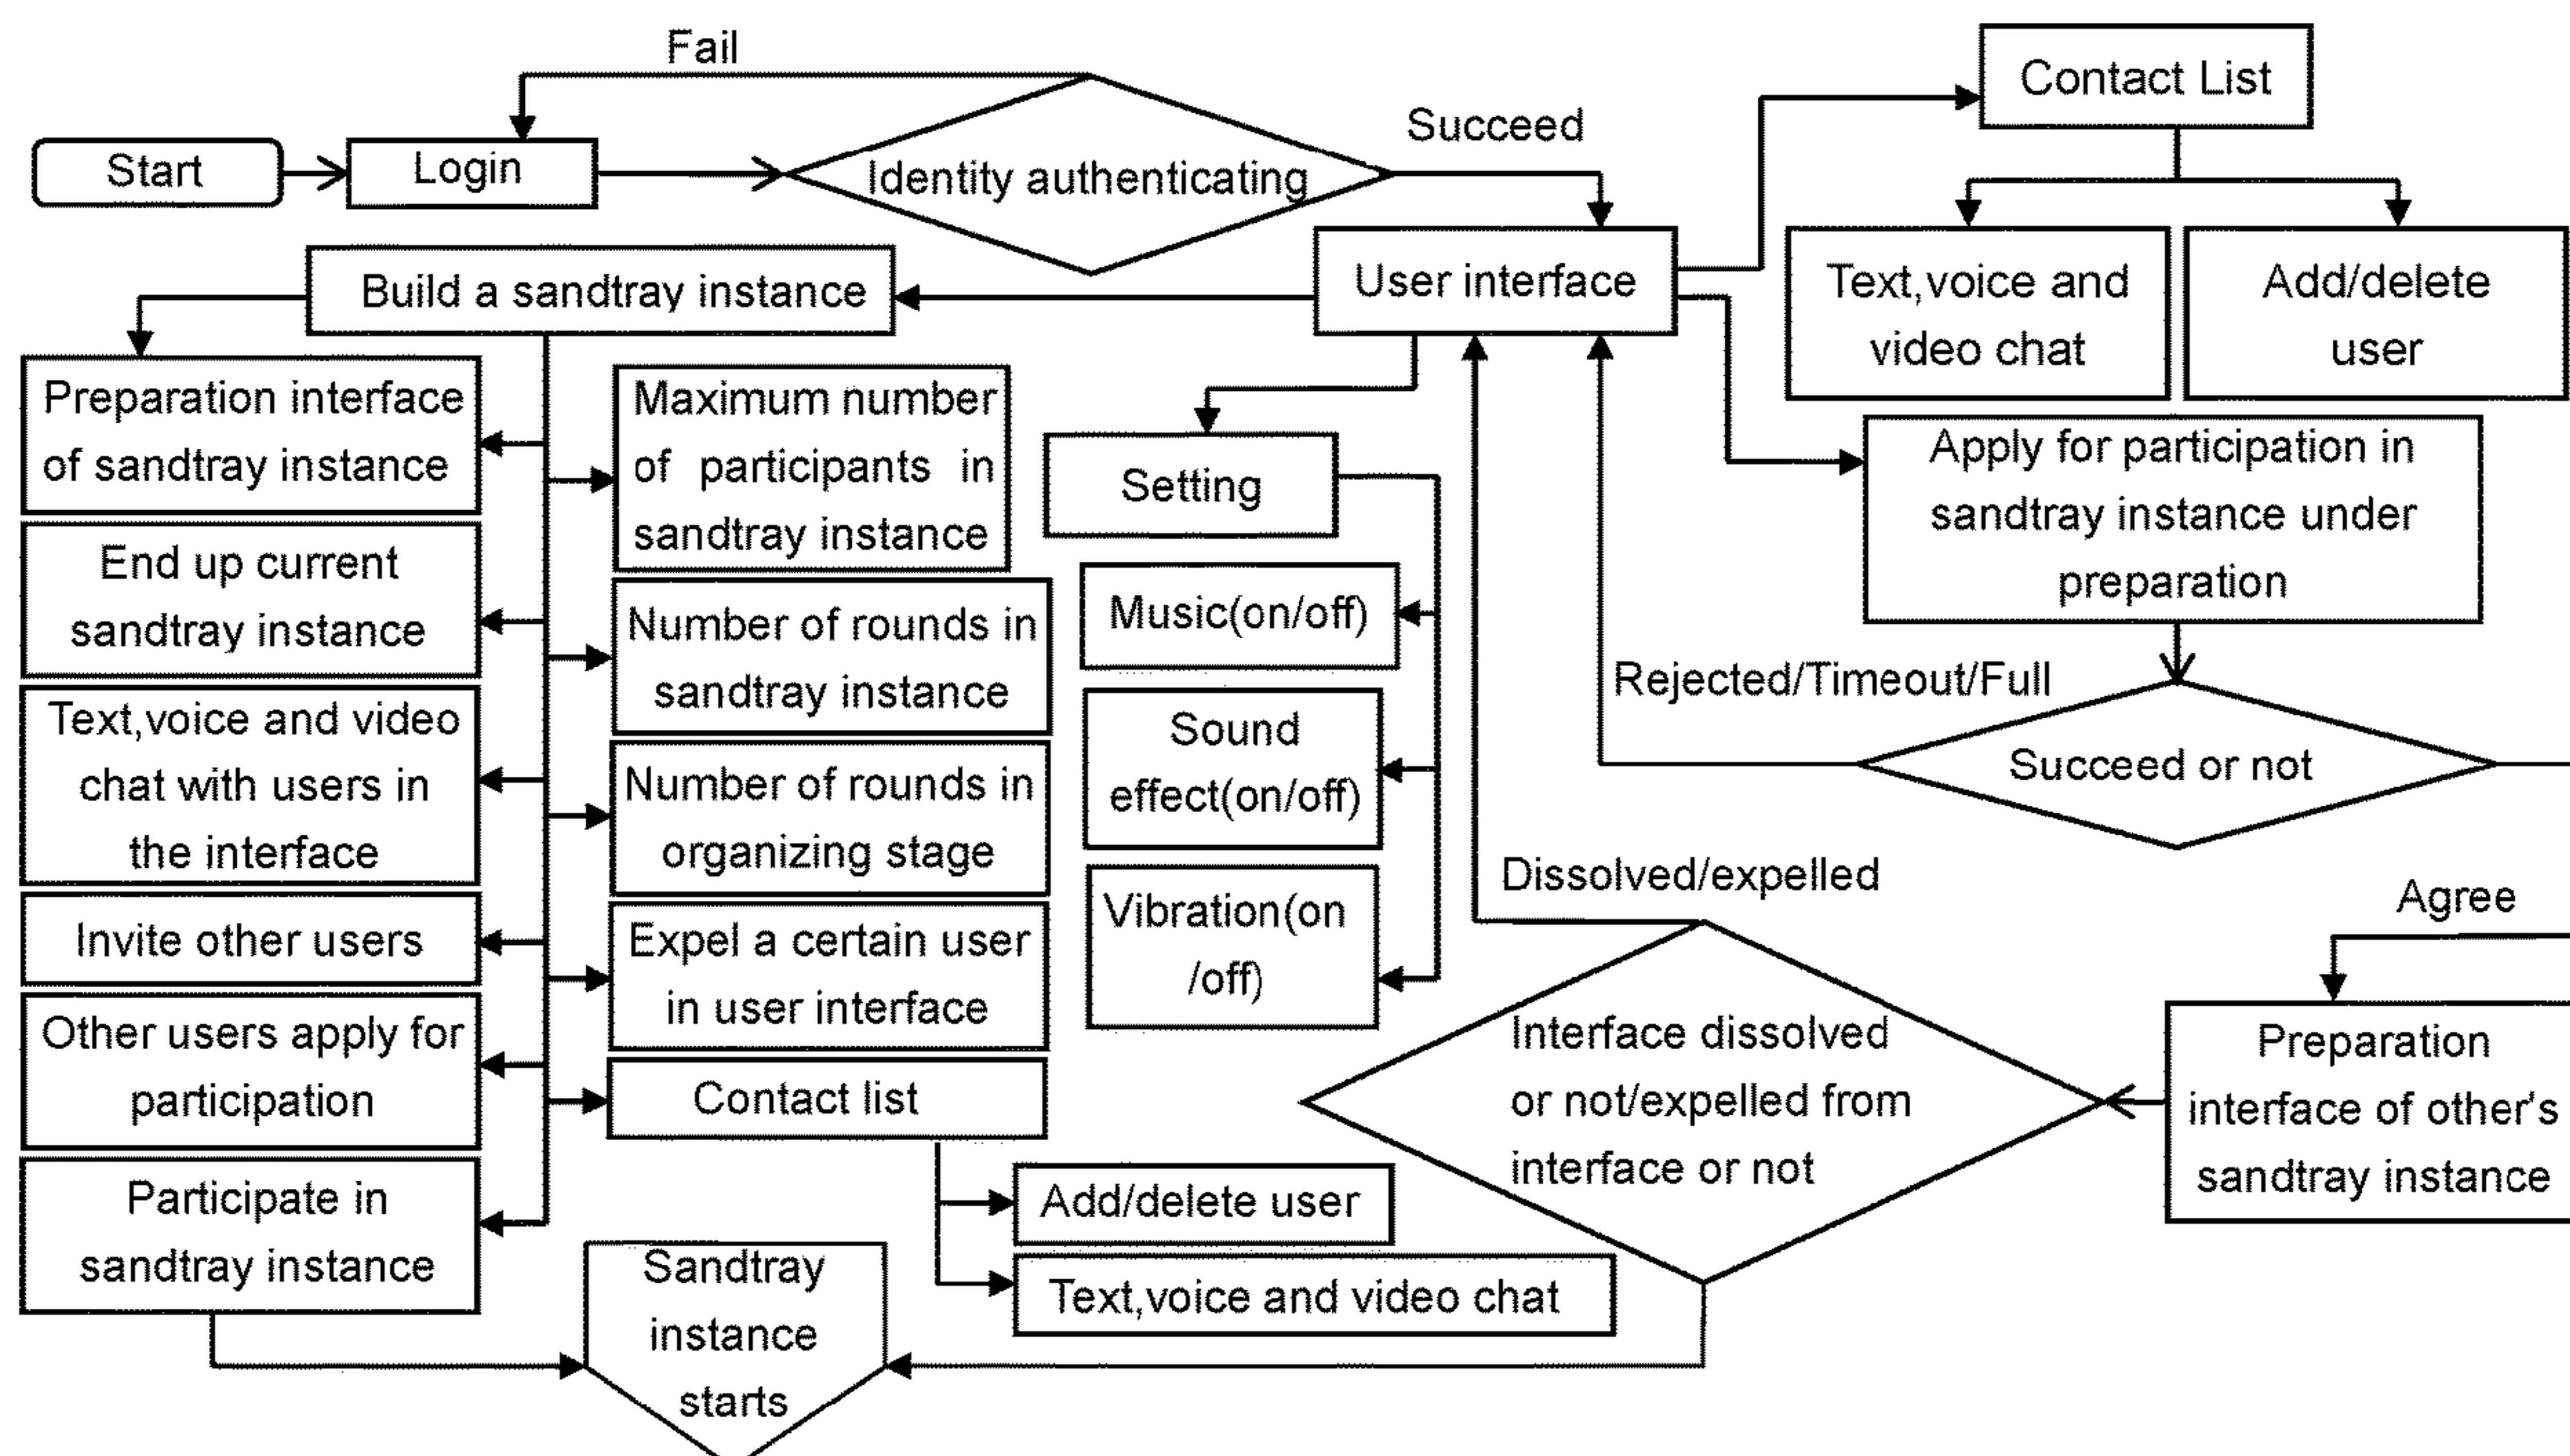 Fail
Contact List
Succeed
Start
Login
Identity authenticating
Build a sandtray instance
User interface
Text,voice and
video chat
Add/delete
user
Preparation interface
of sandtray instance
Maximum number
of participants in
sandtray instance
Setting
Apply for participation in
sandtray instance under
preparation
End up current
sandtray instance
Number of rounds in
sandtray instance
Music(on/off)
Rejected/Timeout/Full
Text,voice and video
chat with users in
the interface
Number of rounds in
organizing stage
Sound
effect(on/off)
Succeed or not
Dissolved/expelled
Agree
Invite other users
Expel a certain user
in user interface
Vibration(on
/off)
Other users apply for
participation
Contact list
Interface dissolved
or not/expelled from
interface or not
Preparation
interface of other's
sandtray instance
Participate in
sandtray instance
Add/delete user
Text,voice and video chat
Sandtray
instance
starts